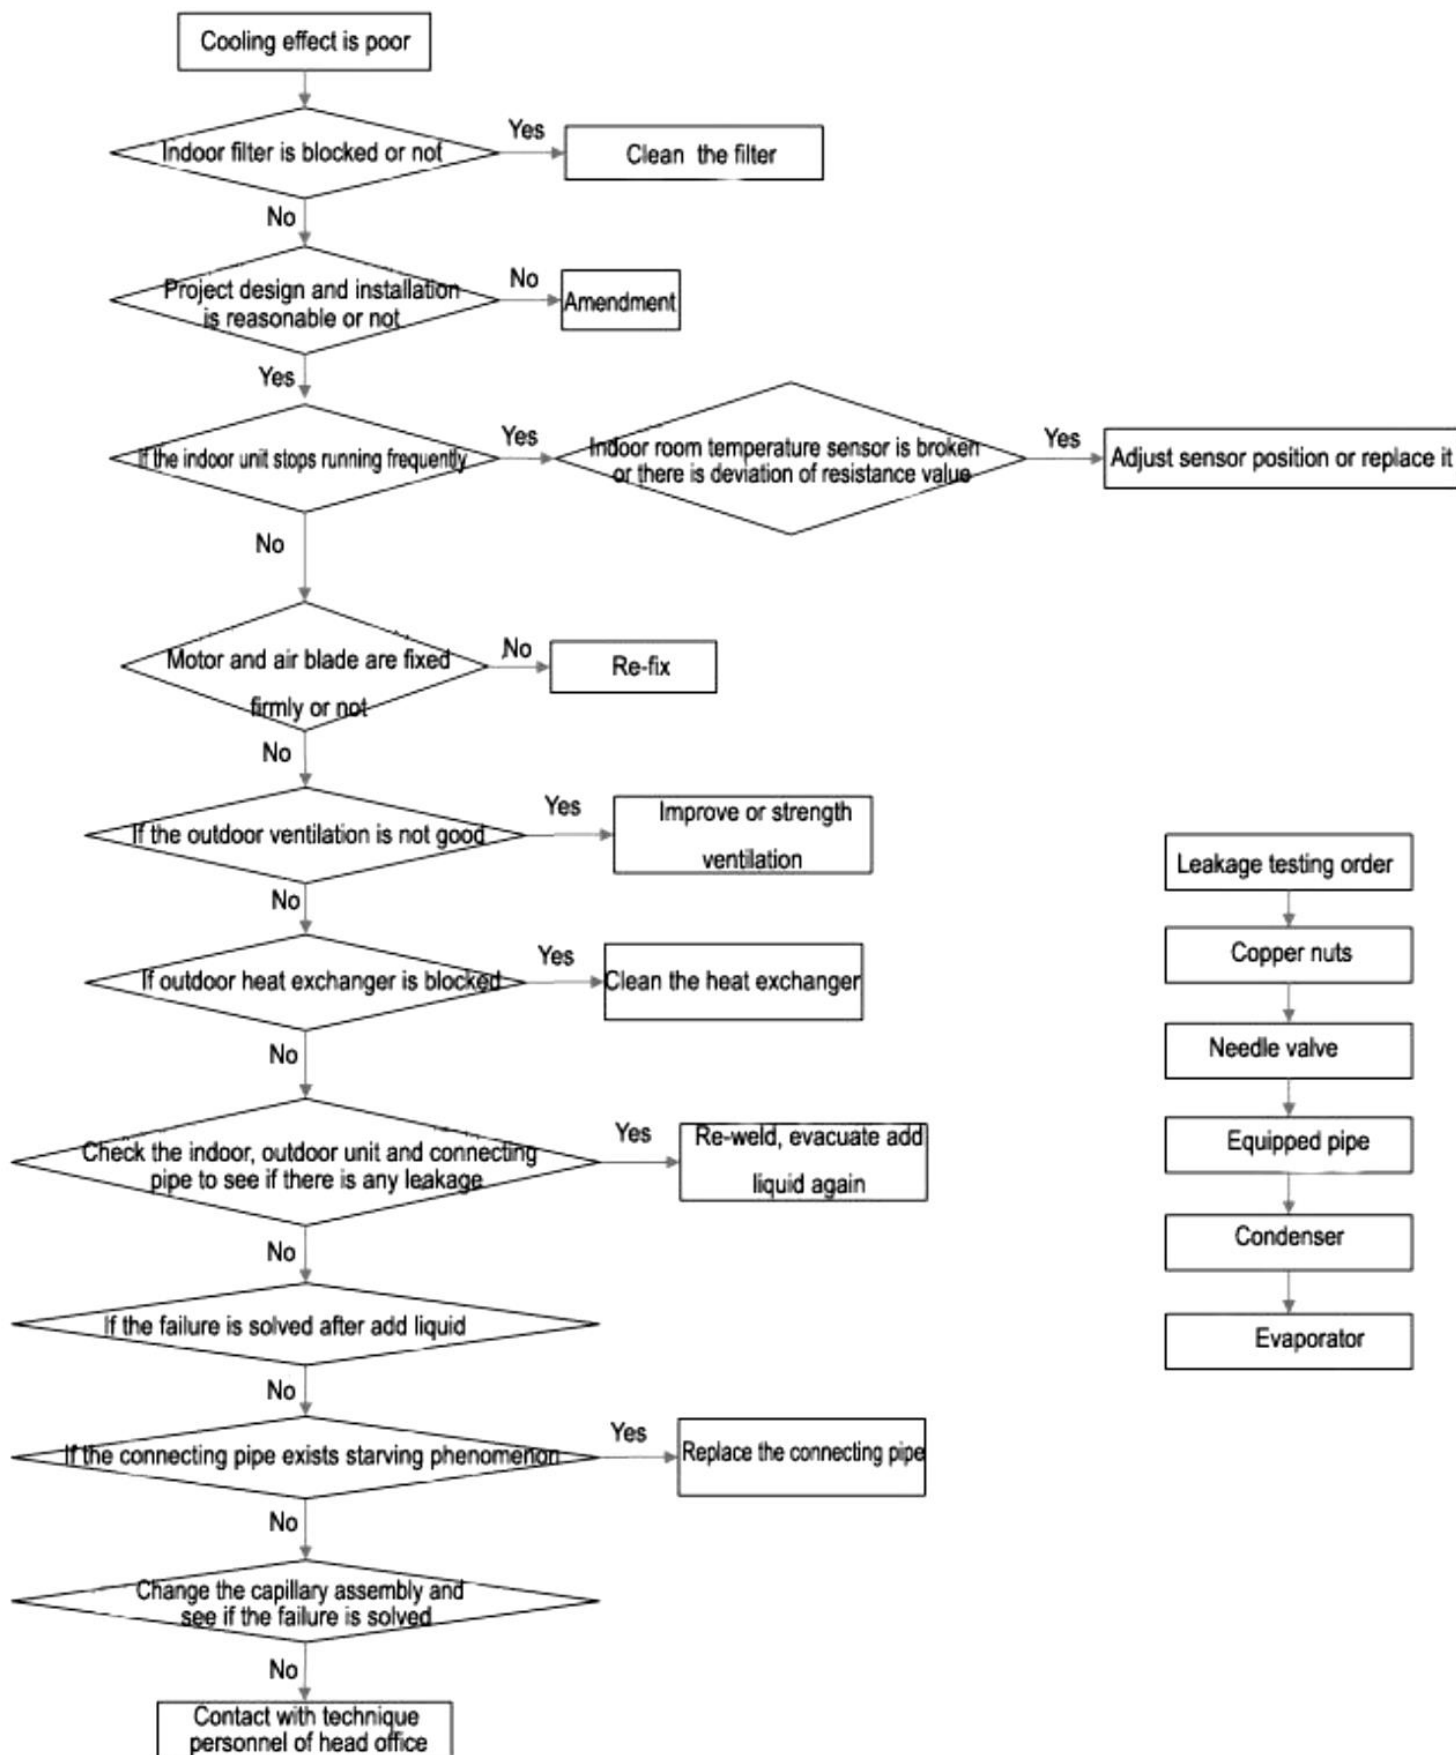 Cooling effect is poor
Indoor filter is blocked or not
Yes
Clean the filter
No
Project design and installation
is reasonable or not
No
Amendment
Yes
If the indoor unit stops running frequently
Yes
Indoor room temperature sensor is broken
or there is deviation of resistance value
Yes
Adjust sensor position or replace it
No
Motor and air blade are fixed
firmly or not
No
Re-fix
No
If the outdoor ventilation is not good
Yes
Improve or strength
ventilation
No
If outdoor heat exchanger is blocked
Yes
Clean the heat exchanger
No
Check the indoor, outdoor unit and connecting
pipe to see if there is any leakage
Yes
Re-weld, evacuate add
liquid again
No
If the failure is solved after add liquid
No
If the connecting pipe exists starving phenomenon
Yes
Replace the connecting pipe
No
Change the capillary assembly and
see if the failure is solved
No
Contact with technique
personnel of head office
Leakage testing order
Copper nuts
Needle valve
Equipped pipe
Condenser
Evaporator